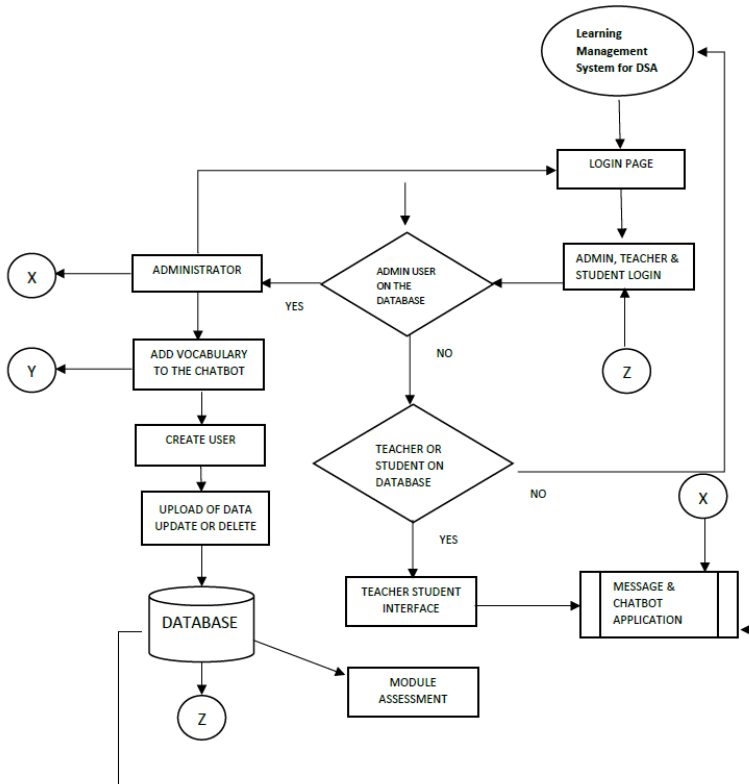 Learning
Management
System for DSA
LOGIN PAGE
ADMINISTRATOR
ADMIN USER
ON THE
DATABASE
ADMIN, TEACHER &
STUDENT LOGIN
X
YES
ADD VOCABULARY
TO THE CHATBOT
Y
NO
Z
CREATE USER
TEACHER OR
STUDENT ON
DATABASE
NO
X
UPLOAD OF DATA
UPDATE OR DELETE
YES
TEACHER STUDENT
INTERFACE
MESSAGE &
CHATBOT
APPLICATION
DATABASE
MODULE
ASSESSMENT
Z